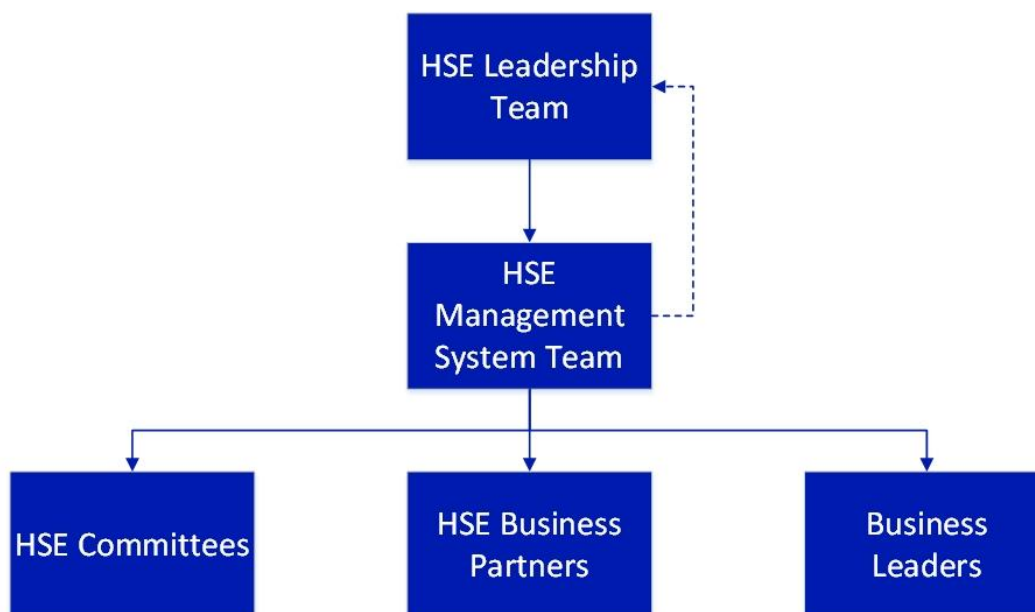 HSE Leadership
Team
HSE
Management
System Team
HSE Committees
HSE Business
Partners
Business
Leaders